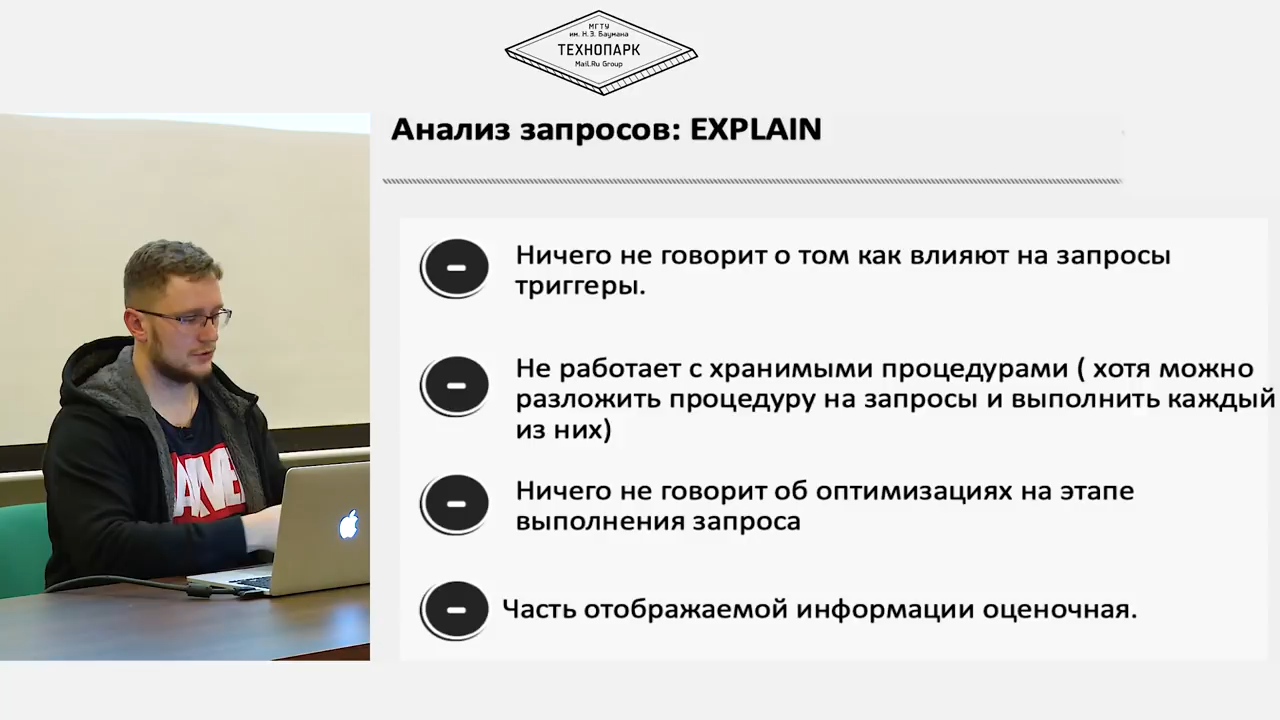 МГТУ
им. Н.Э. Баумана
ТЕХНОПАРК
Mail.Ru Group
Анализ запросов: EXPLAIN
Ничего не говорит о том как влияют на запросы
триггеры.
Не работает с хранимыми процедурами ( хотя можно
разложить процедуру на запросы и выполнить каждый
из них)
Ничего не говорит об оптимизациях на этапе
выполнения запроса
Часть отображаемой информации оценочная.